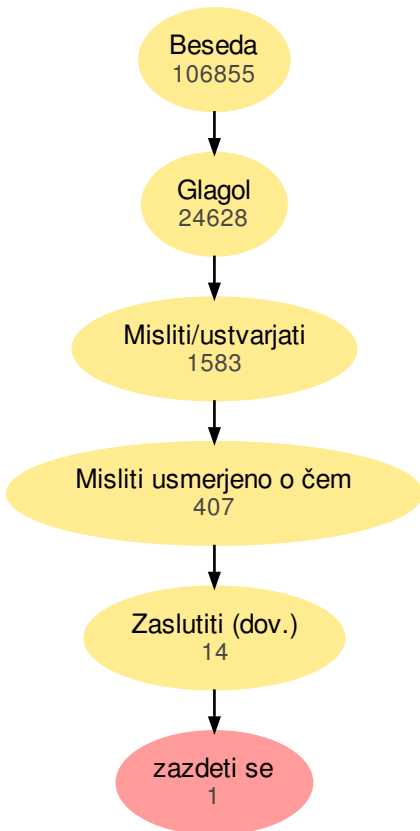 Beseda
106855
Glagol
24628
Misliti/ustvarjati
1583
Misliti usmerjeno o čem
407
Zaslutiti (dov.)
14
zazdeti se
1